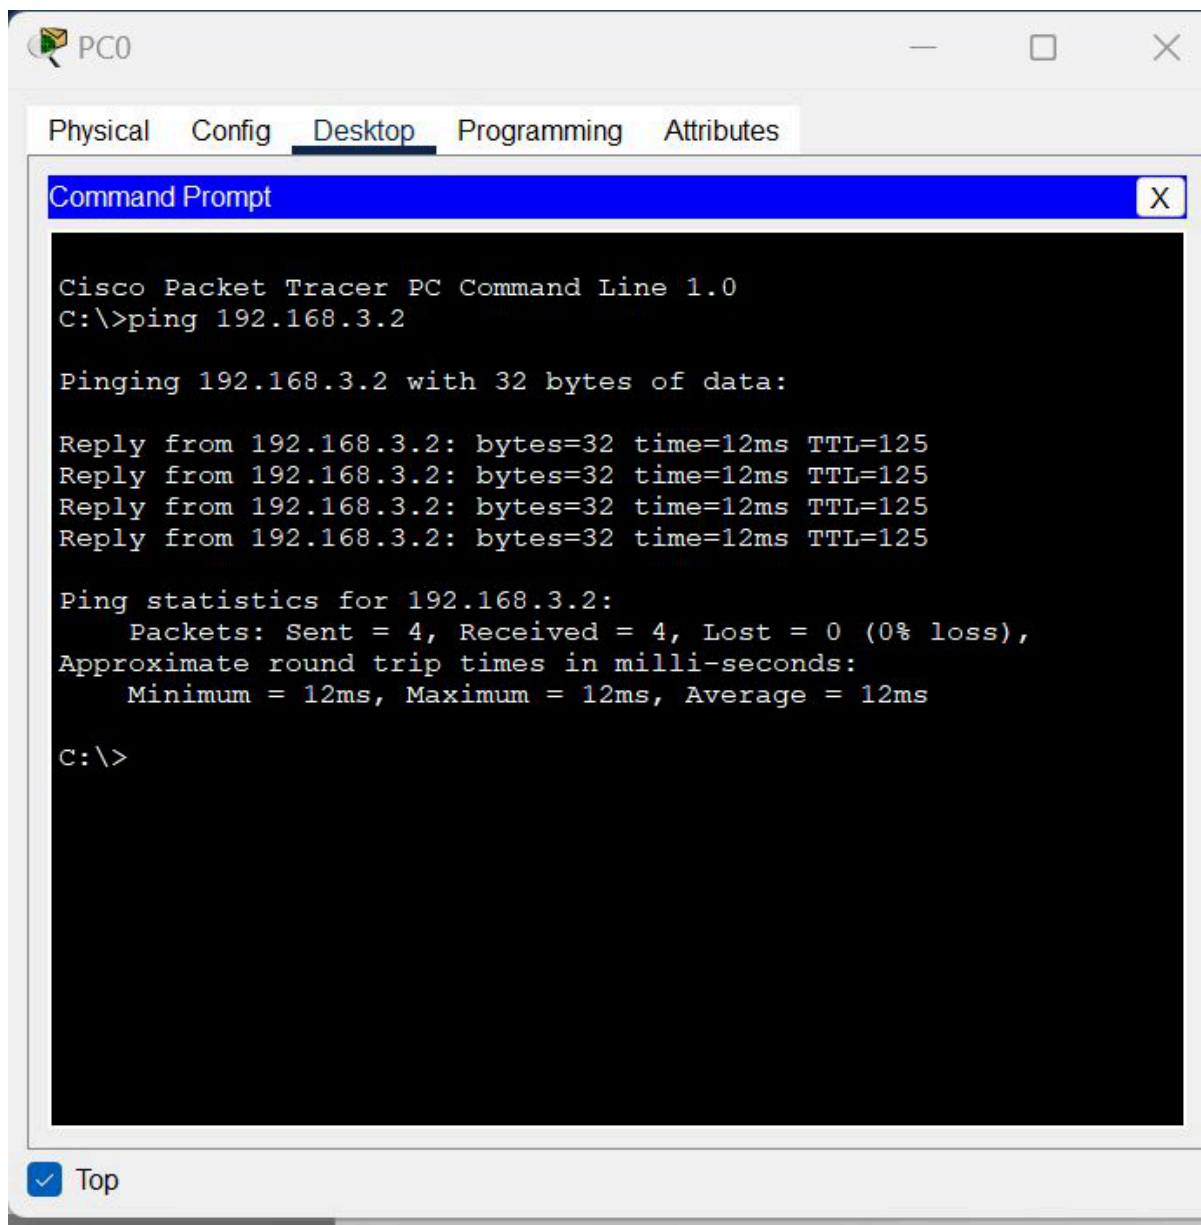 PC0
Physical Config Desktop Programming Attributes
Command Prompt X
Cisco Packet Tracer PC Command Line 1.0
C:\>ping 192.168.3.2
Pinging 192.168.3.2 with 32 bytes of data:
Reply from 192.168.3.2: bytes=32 time=12ms TTL=125
Reply from 192.168.3.2: bytes=32 time=12ms TTL=125
Reply from 192.168.3.2: bytes=32 time=12ms TTL=125
Reply from 192.168.3.2: bytes=32 time=12ms TTL=125
Ping statistics for 192.168.3.2:
Packets: Sent = 4, Received = 4, Lost = 0 (0% loss),
Approximate round trip times in milli-seconds:
Minimum = 12ms, Maximum = 12ms, Average = 12ms
C:\>
Top